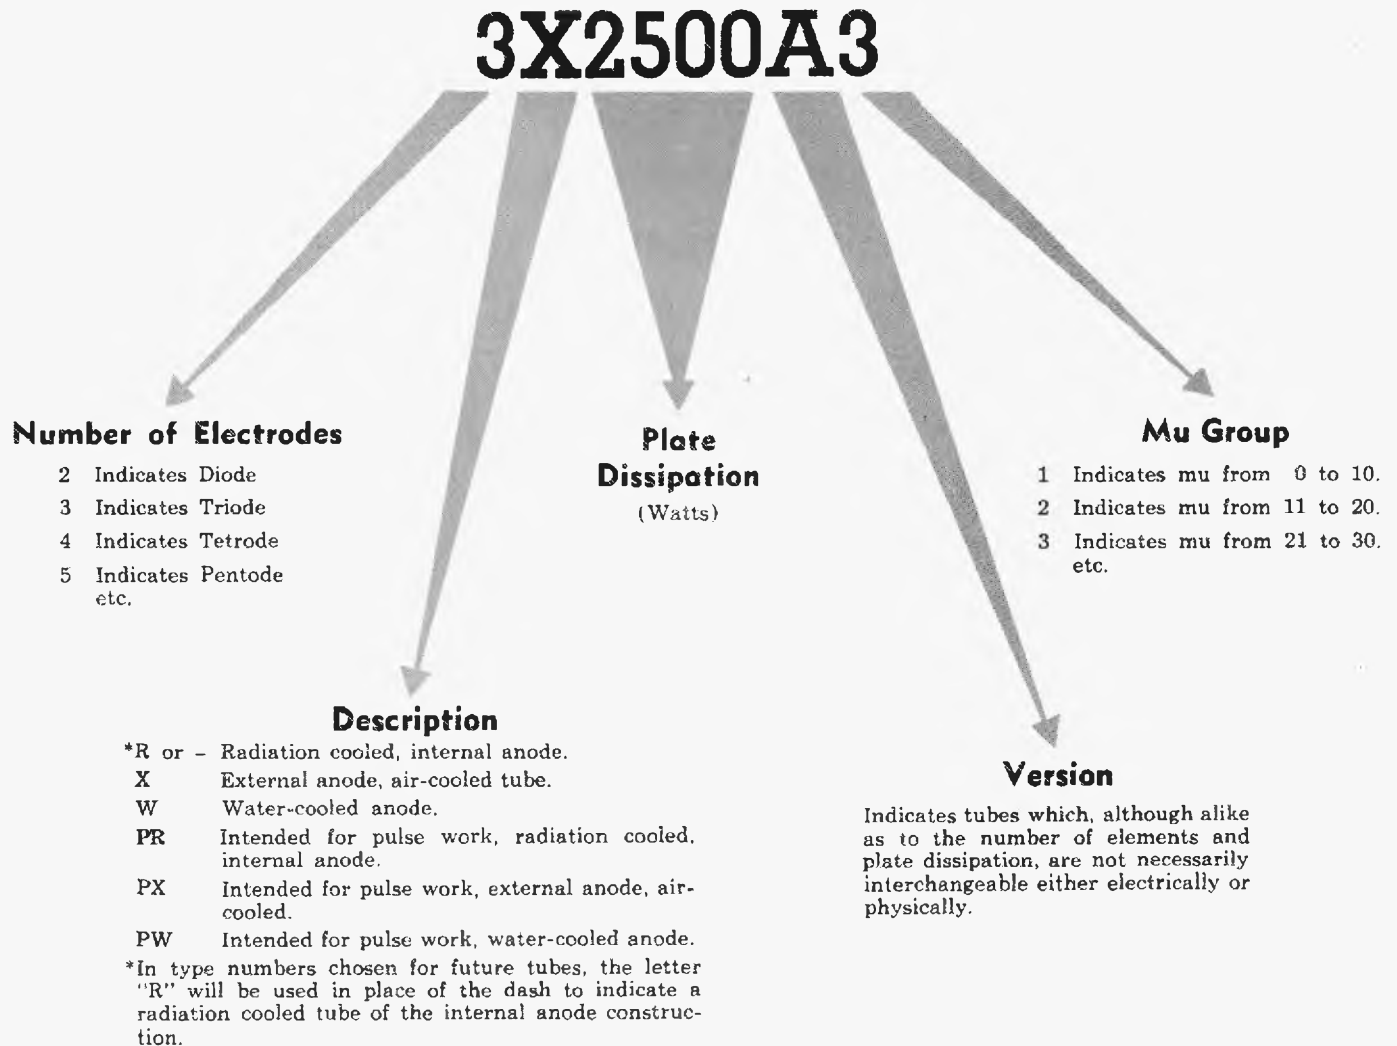 3X2500A3
Number of Electrodes
2 Indicates Diode
3 Indicates Triode
4 Indicates Tetrode
5 Indicates Pentode
etc.
Plate
Dissipation
(Watts)
Mu Group
1 Indicates mu from 0 to 10.
2 Indicates mu from 11 to 20.
3 Indicates mu from 21 to 30.
etc.
Description
*R or – Radiation cooled, internal anode.
X External anode, air-cooled tube.
W Water-cooled anode.
PR Intended for pulse work, radiation cooled,
internal anode.
PX Intended for pulse work, external anode, air-
cooled.
PW Intended for pulse work, water-cooled anode.
*In type numbers chosen for future tubes, the letter
"R" will be used in place of the dash to indicate a
radiation cooled tube of the internal anode construc-
tion.
Version
Indicates tubes which, although alike
as to the number of elements and
plate dissipation, are not necessarily
interchangeable either electrically or
physically.